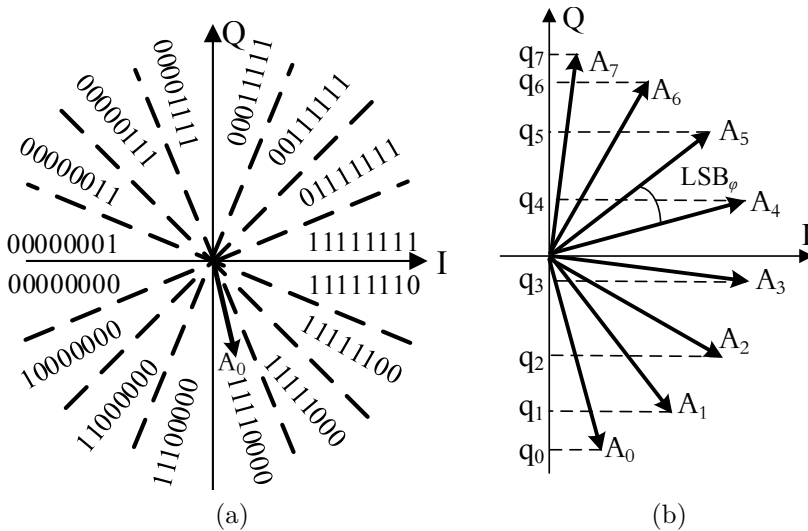 Q
00001111
00011111
00000111
00111111
00000011
01111111
00000001
11111111
I
00000000
11111110
10000000
11111100
11000000
11111000
11100000
11110000
A0
(a)
Q
q7
A7
q6
A6
q5
A5
LSBφ
q4
A4
I
q3
A3
q2
A2
q1
A1
q0
A0
(b)